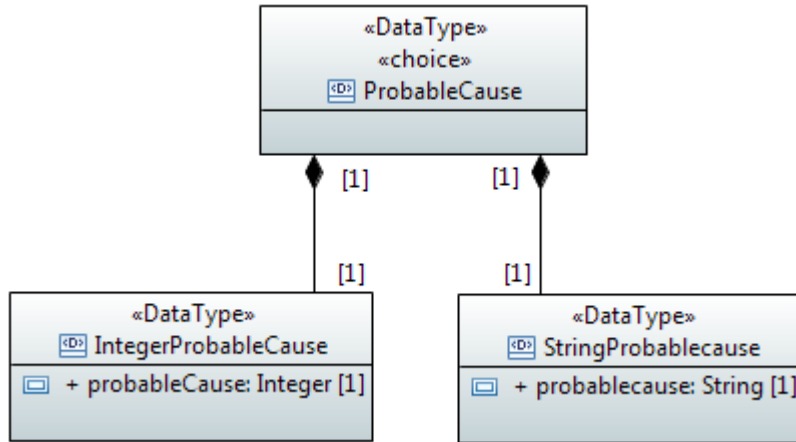 «DataType»
«choice»
<D> ProbableCause
[1]
[1]
[1]
[1]
«DataType»
<D> IntegerProbableCause
+ probableCause: Integer [1]
«DataType»
<D> StringProbablecause
+ probablecause: String [1]